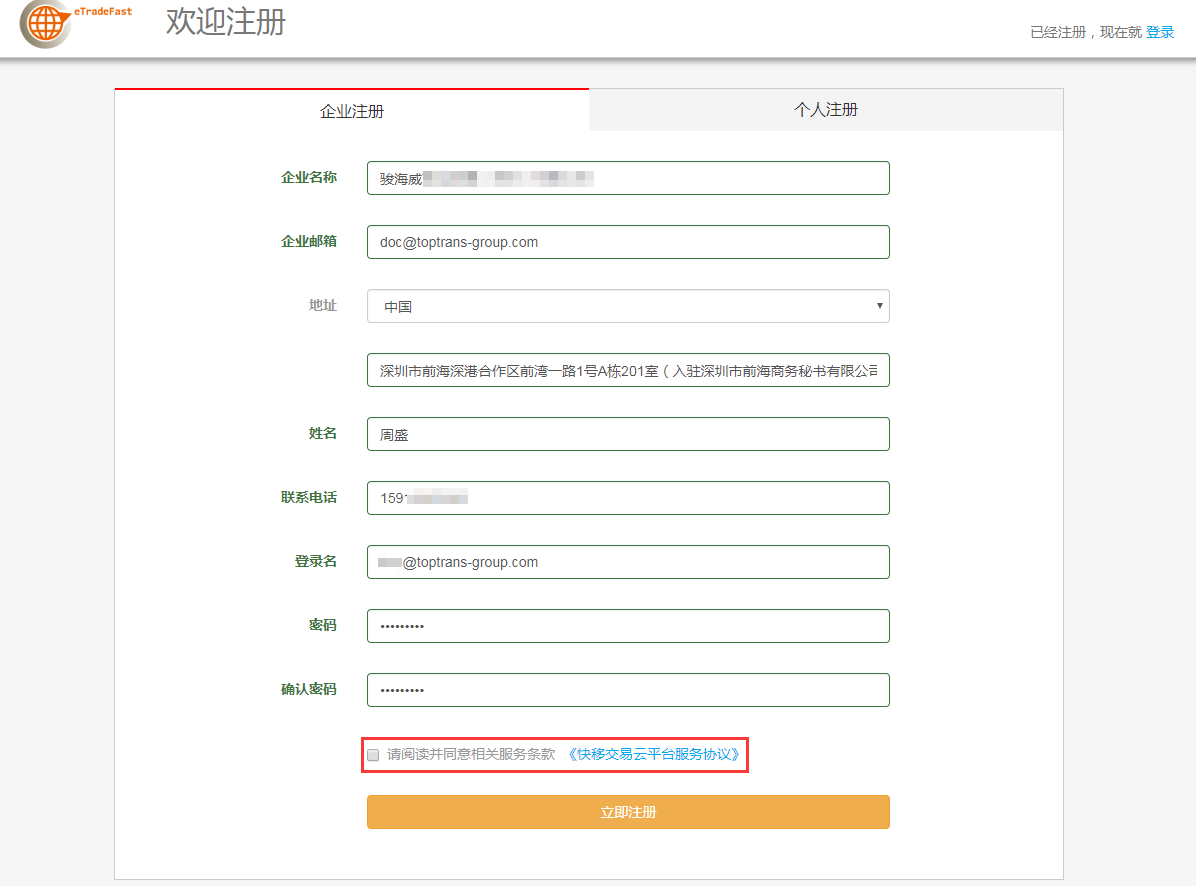 eTradeFast
欢迎注册
已经注册，现在就 登录
企业注册
个人注册
企业名称
骏海威
企业邮箱
doc@toptrans-group.com
地址
中国
深圳市前海深港合作区前湾一路1号A栋201室（入驻深圳市前海商务秘书有限公司
姓名
周盛
联系电话
159
登录名
@toptrans-group.com
密码
•••••••••
确认密码
•••••••••
请阅读并同意相关服务条款 《快移交易云平台服务协议》
立即注册